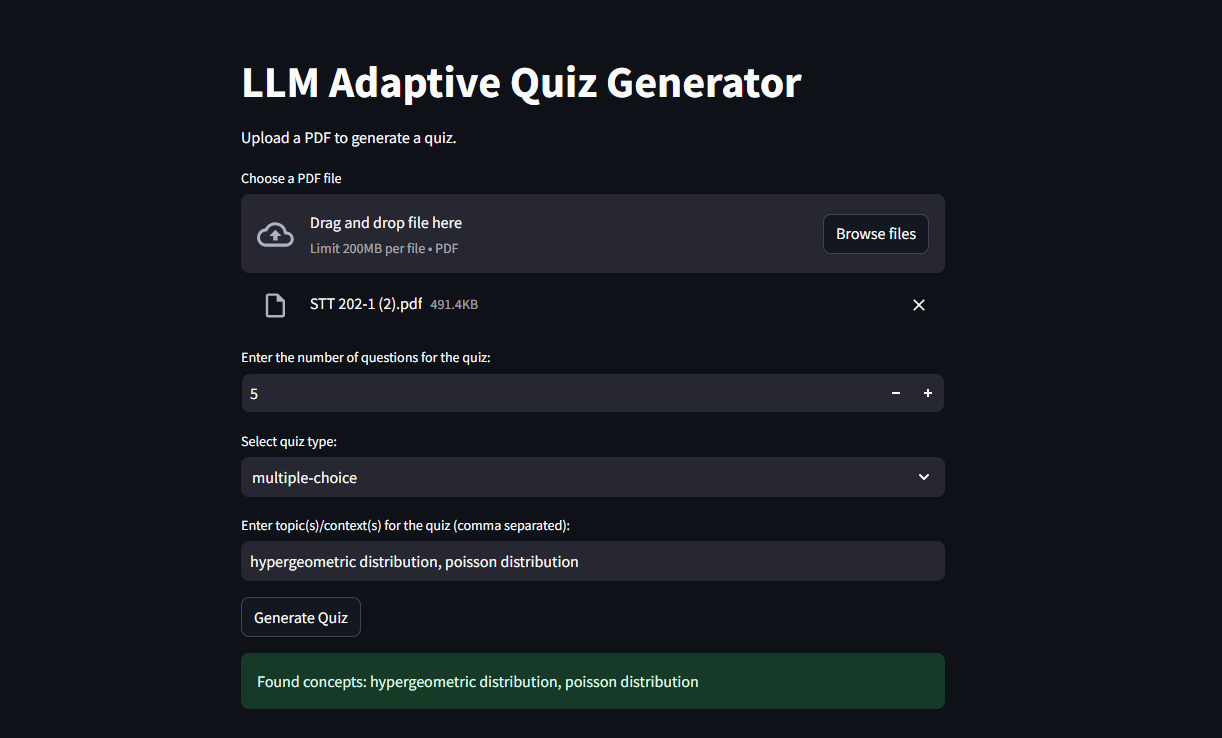 LLM Adaptive Quiz Generator
Upload a PDF to generate a quiz.
Choose a PDF file
Drag and drop file here
Limit 200MB per file • PDF
Browse files
STT 202-1 (2).pdf 491.4KB
Enter the number of questions for the quiz:
5
Select quiz type:
multiple-choice
Enter topic(s)/context(s) for the quiz (comma separated):
hypergeometric distribution, poisson distribution
Generate Quiz
Found concepts: hypergeometric distribution, poisson distribution